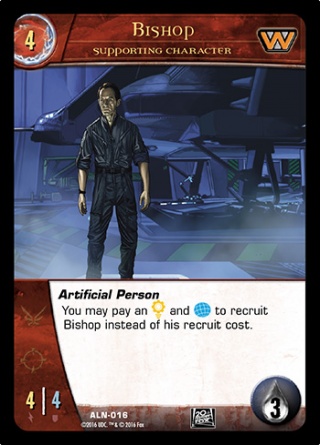 4
Bishop
Supporting Character
Artificial Person
You may pay an and to recruit
Bishop instead of his recruit cost.
4 | 4
3
ALN-016
©2016 UDC. ™ & © 2016 Fox
20